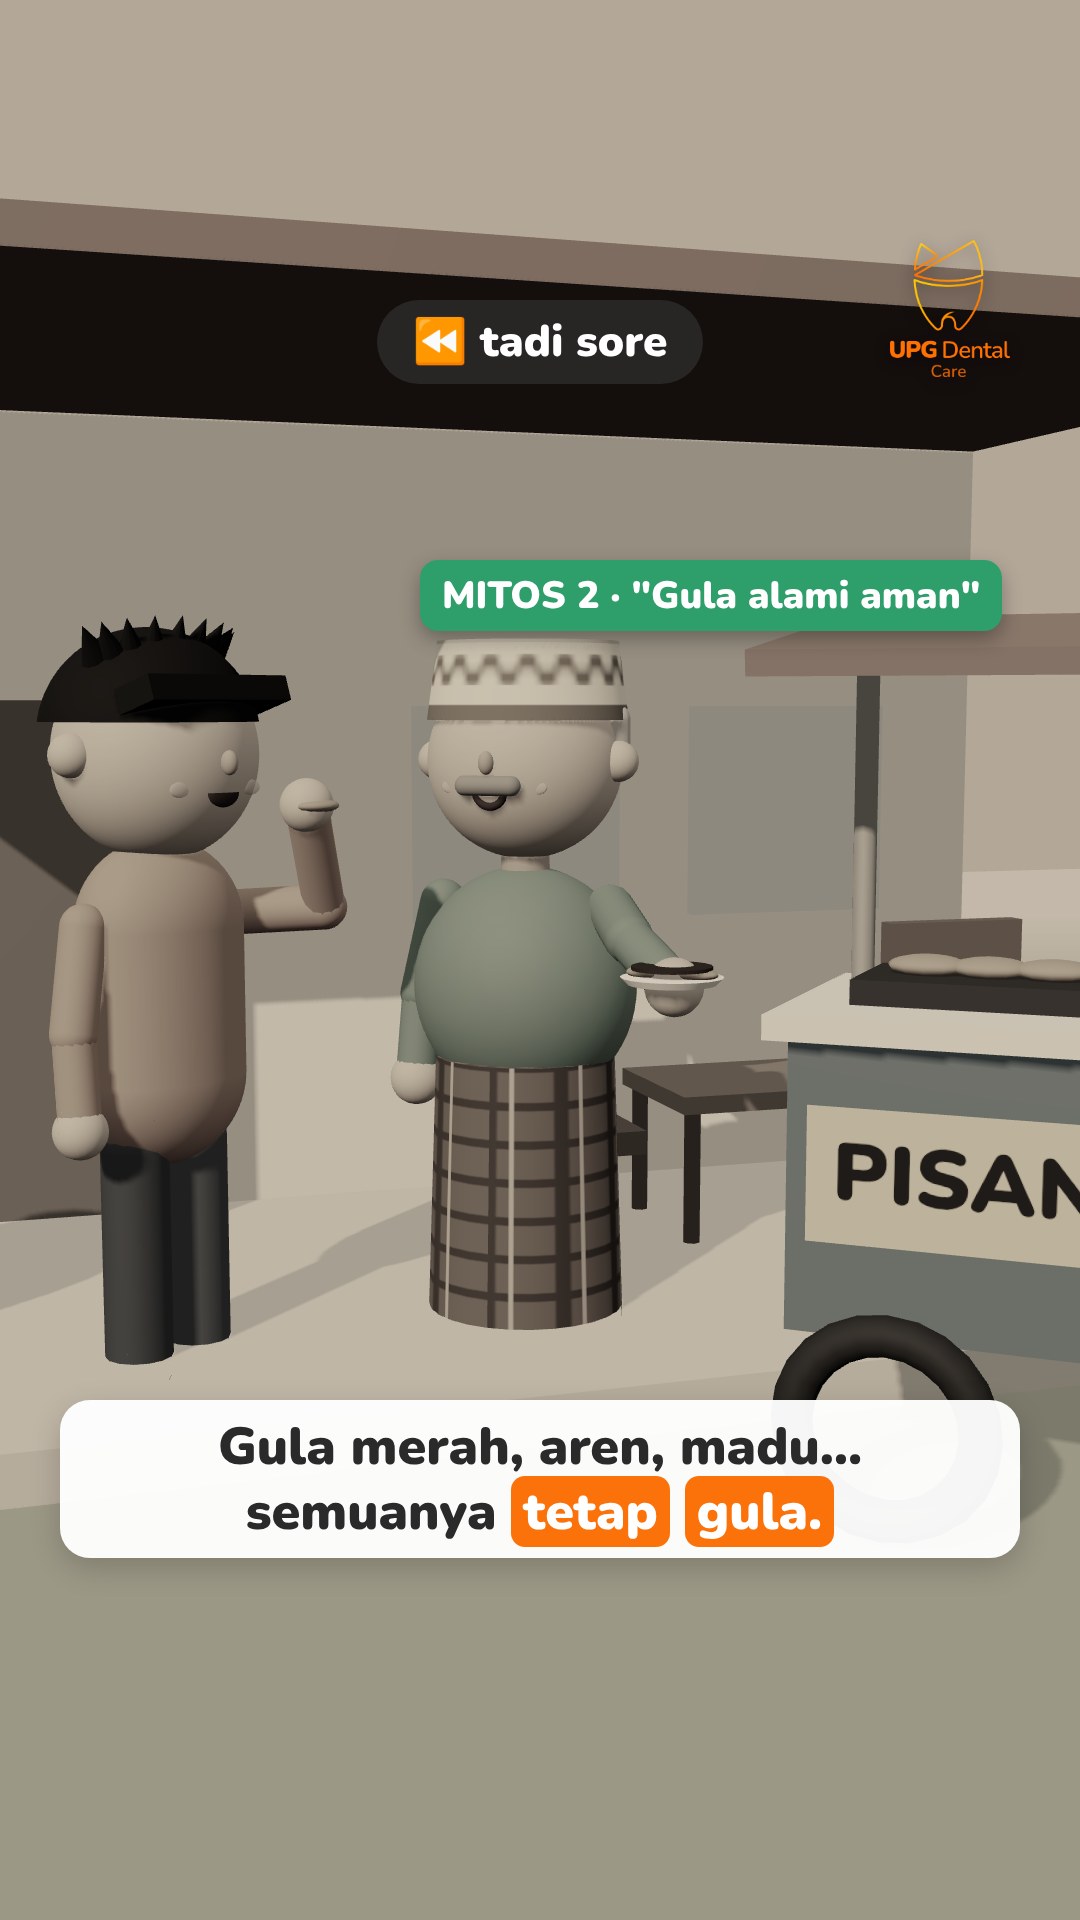 ⏪ tadi sore
UPG Dental
Care
MITOS 2 · "Gula alami aman"
PISAN
Gula merah, aren, madu...
semuanya tetap gula.